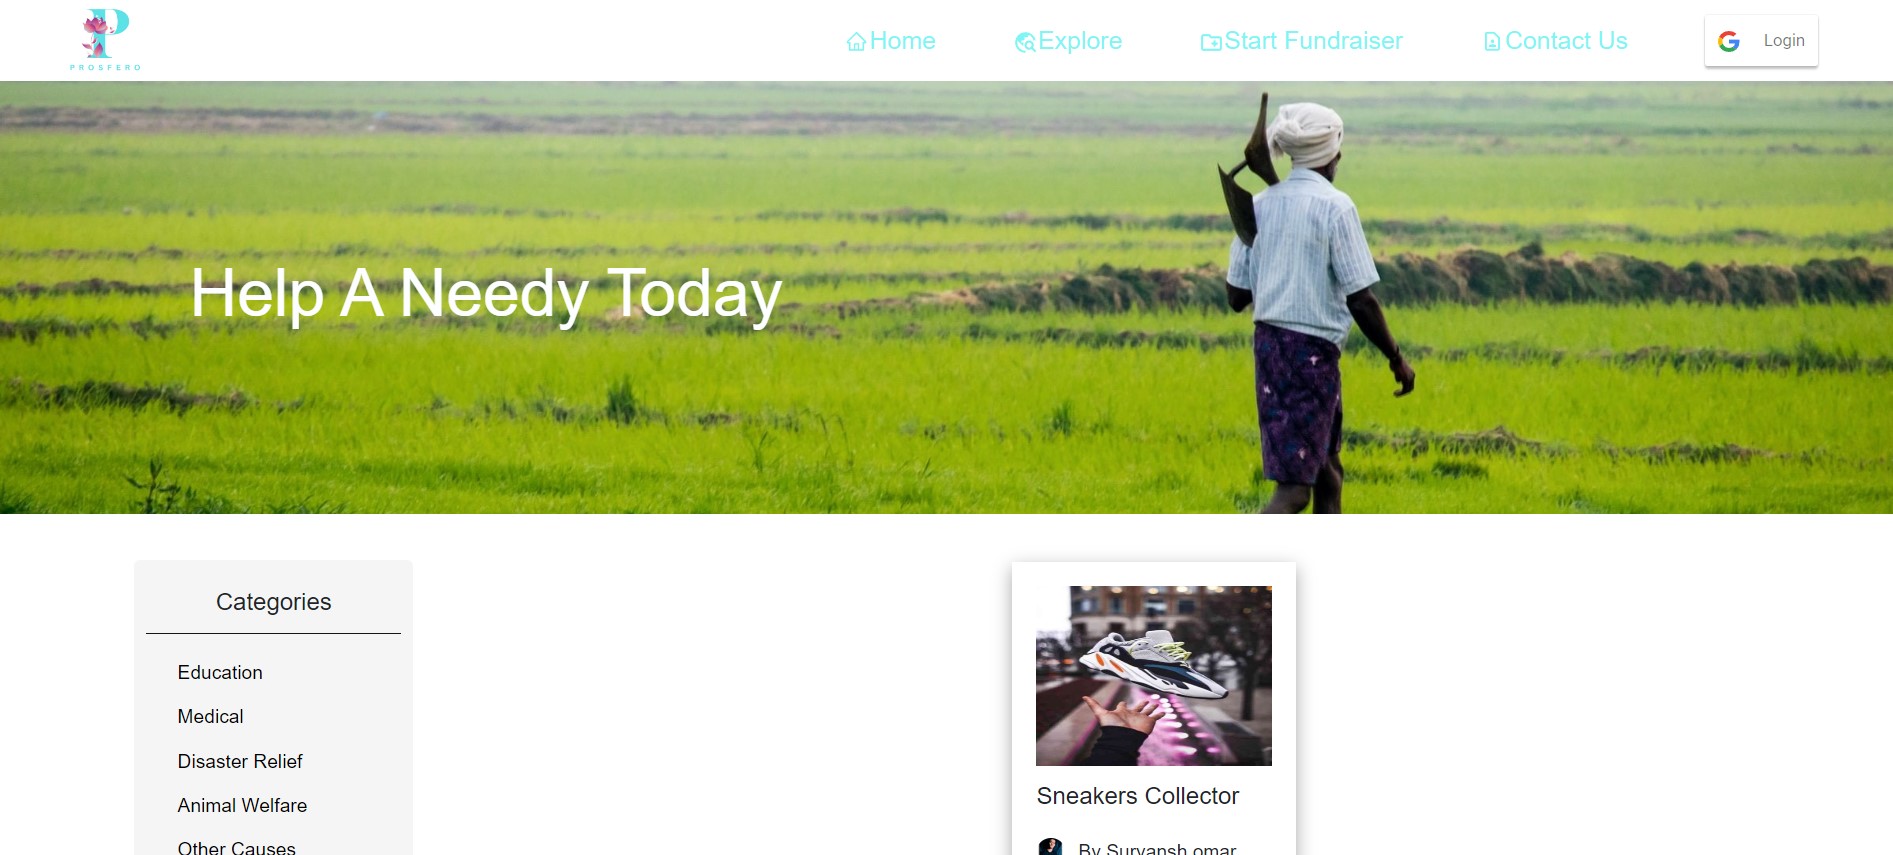 P
PROSFERO
Home
Explore
Start Fundraiser
Contact Us
Login
Help A Needy Today
Categories
Education
Medical
Disaster Relief
Animal Welfare
Other Causes
Sneakers Collector
By Suryansh omar